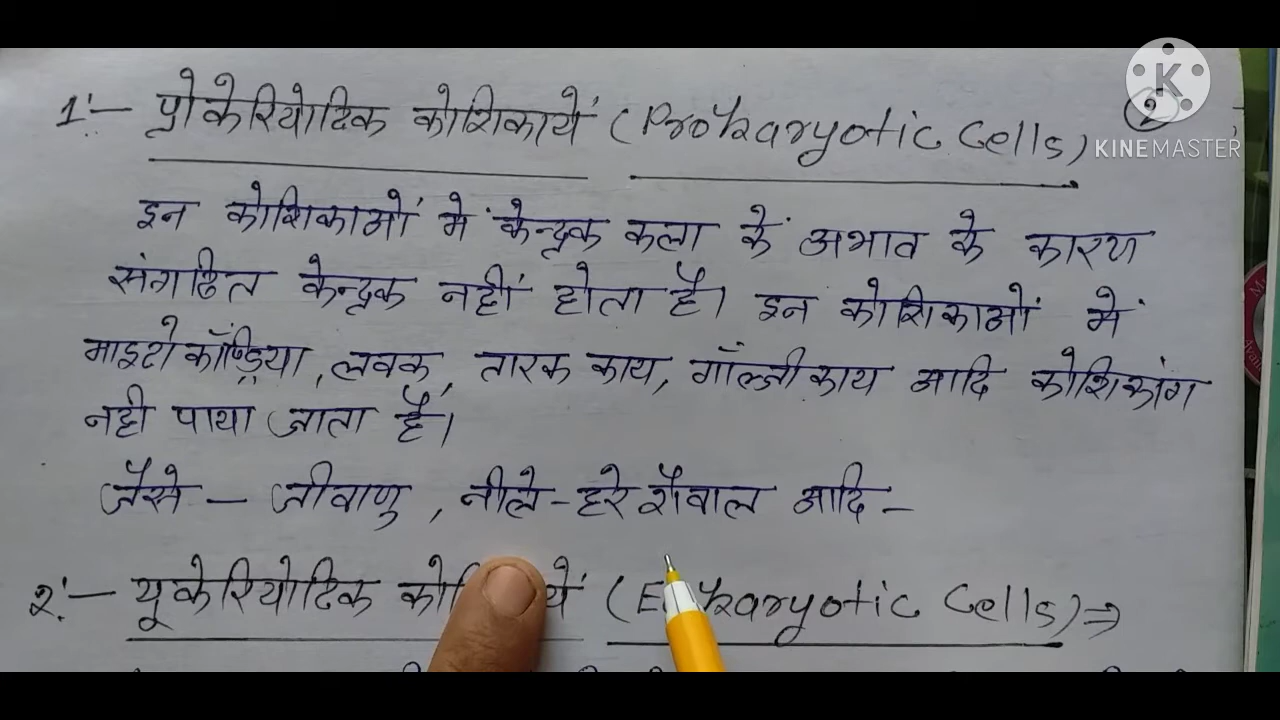 1:- प्रोकेरियोटिक कोशिकायें (Prokaryotic Cells)
2
KINEMASTER
इन कोशिकाओं में केन्द्रक कला कें अभाव के कारण
संगठित केन्द्रक नहीं होता है। इन कोशिकाओं में
माइटोकॉण्ड्रिया, लवक, तारक काय, गॉल्जीकाय आदि कोशिकांग
नही पाया जाता है।
जैसे - जीवाणु, नीले-हरे शैवाल आदि -
२:- यूकेरियोटिक (Eukaryotic Cells) ⇒